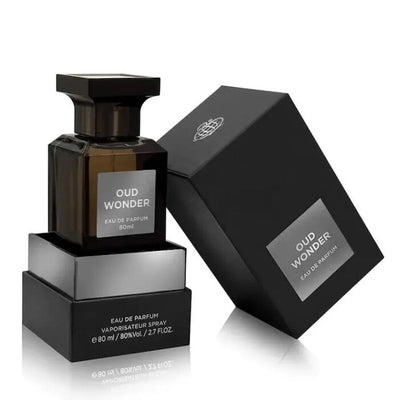 OUD
WONDER
EAU DE PARFUM
80ml
EAU DE PARFUM
VAPORISATEUR SPRAY
e 80 ml / 80%Vol. / 2.7 FL.OZ.
OUD
WONDER
EAU DE PARFUM